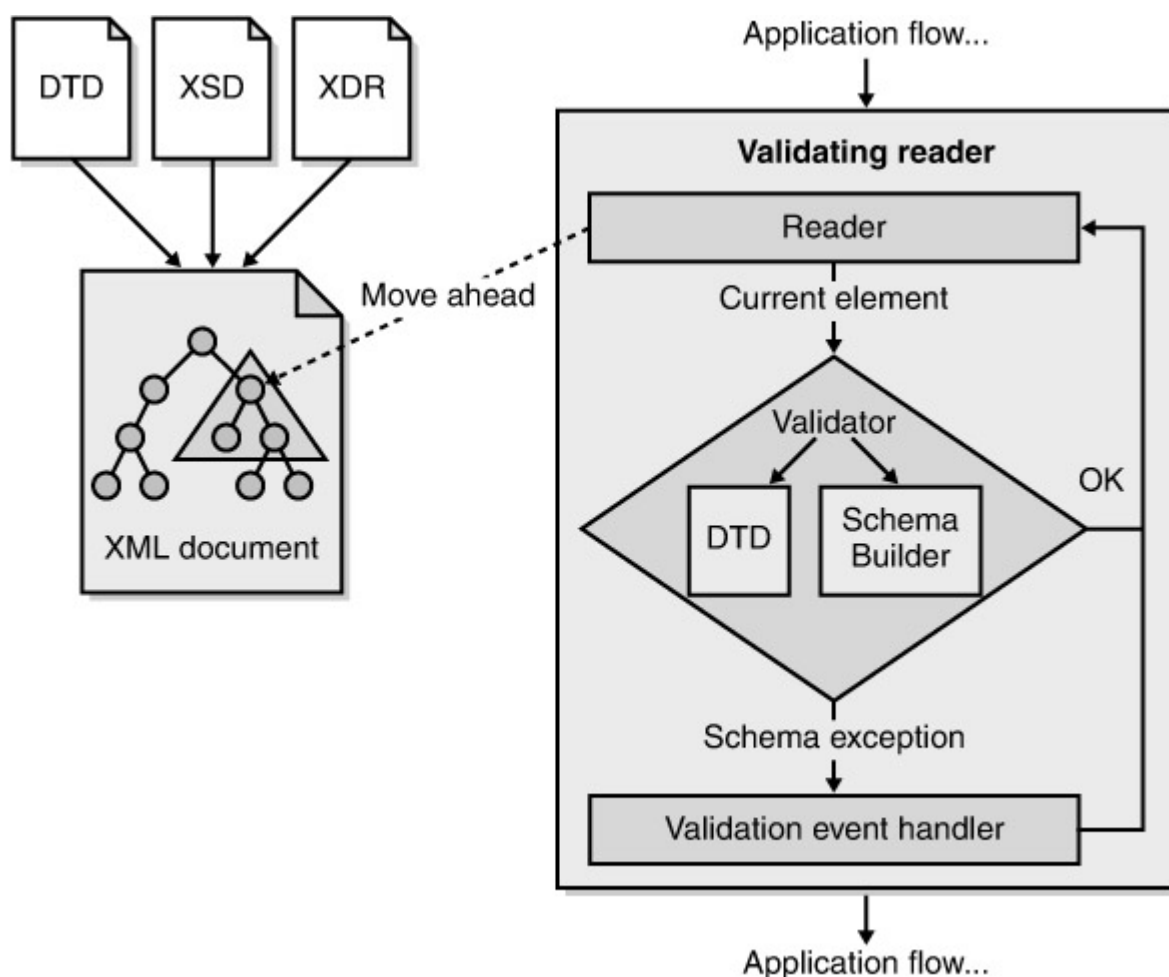 DTD
XSD
XDR
XML document
Move ahead
Application flow...
Validating reader
Reader
Current element
Validator
DTD
Schema
Builder
OK
Schema exception
Validation event handler
Application flow...